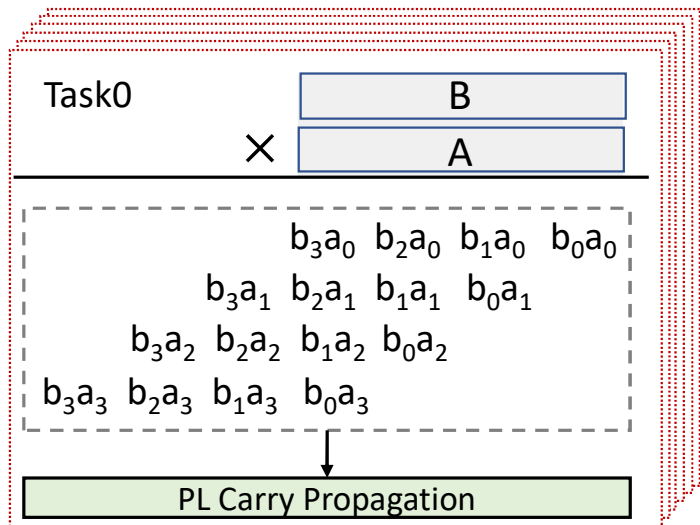 Task0 B
× A
b₃a₀ b₂a₀ b₁a₀ b₀a₀
b₃a₁ b₂a₁ b₁a₁ b₀a₁
b₃a₂ b₂a₂ b₁a₂ b₀a₂
b₃a₃ b₂a₃ b₁a₃ b₀a₃
PL Carry Propagation